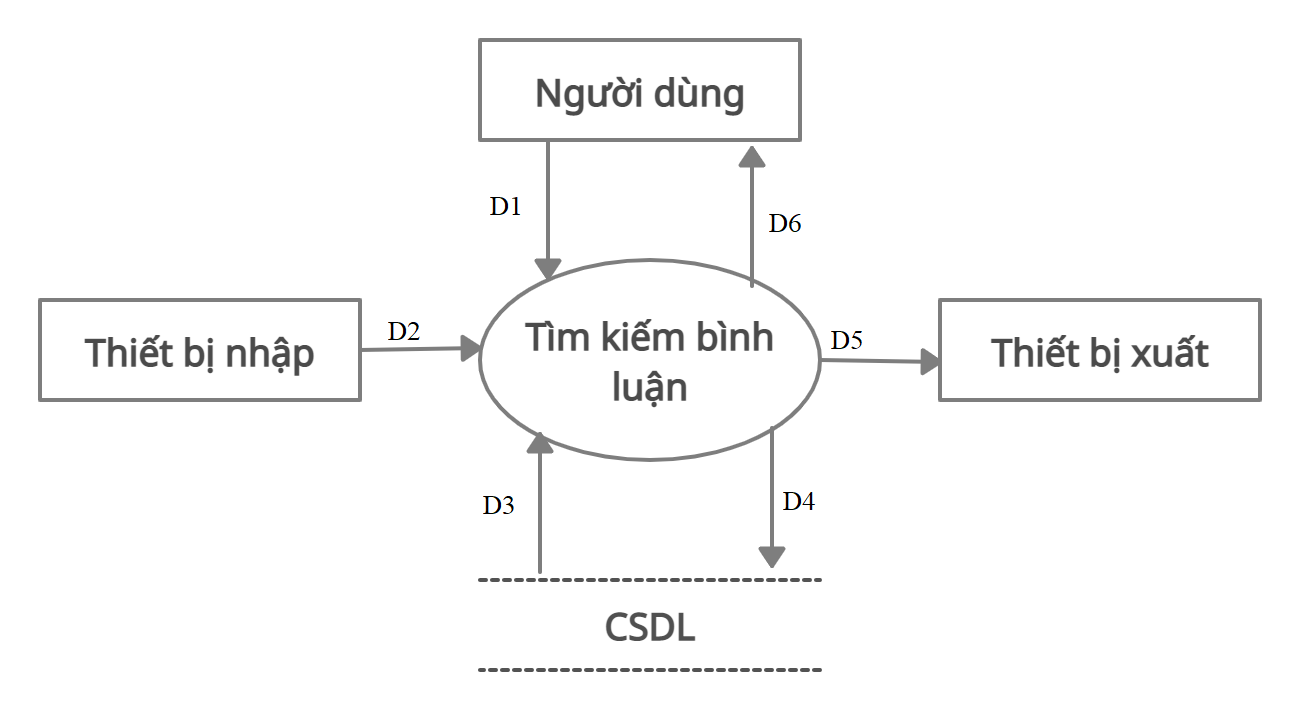 Người dùng
D1
D6
Thiết bị nhập
D2
Tìm kiếm bình
luận
D5
Thiết bị xuất
D3
D4
CSDL